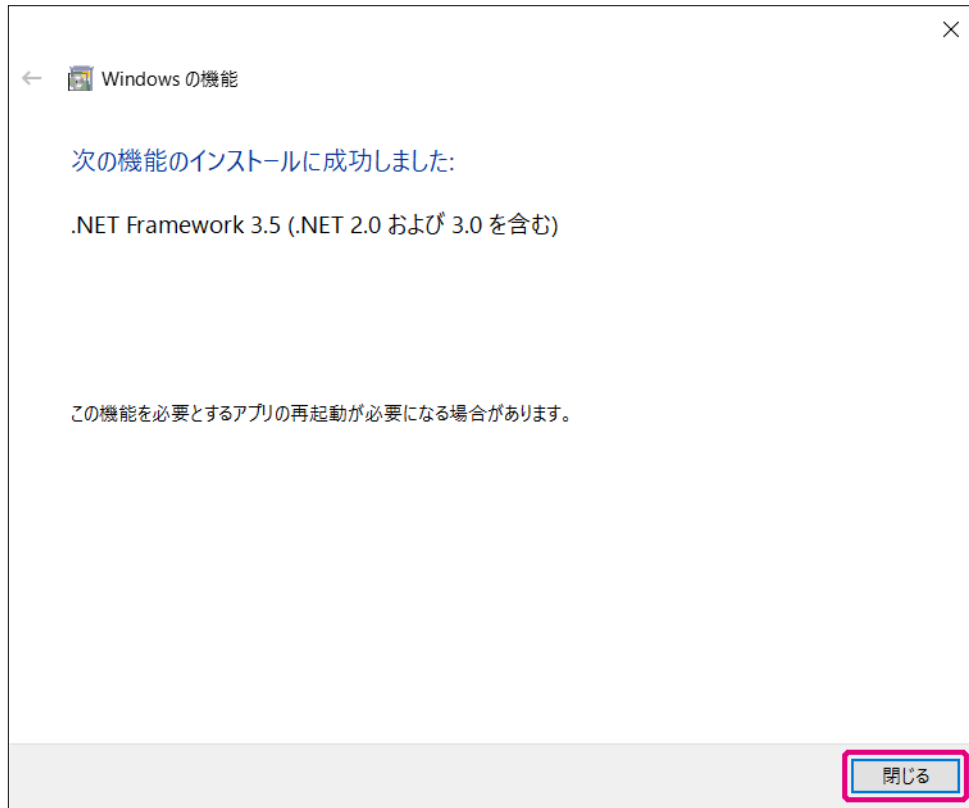 Windows の機能
次の機能のインストールに成功しました:
.NET Framework 3.5 (.NET 2.0 および 3.0 を含む)
この機能を必要とするアプリの再起動が必要になる場合があります。
閉じる